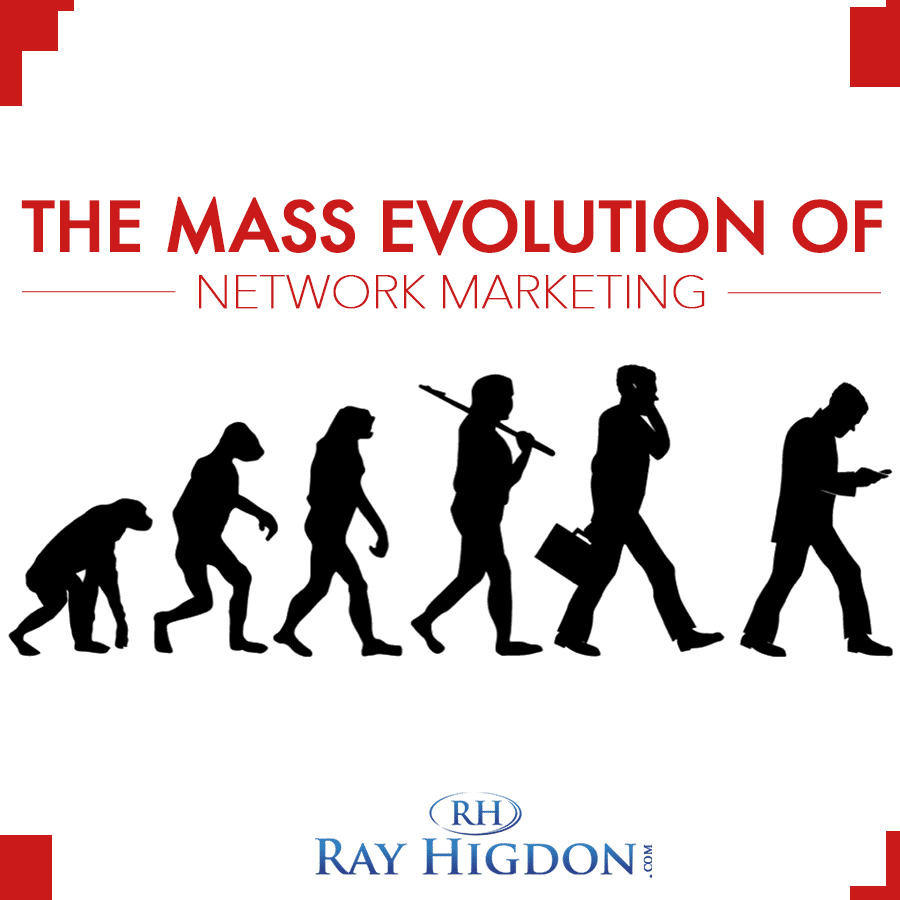 THE MASS EVOLUTION OF
NETWORK MARKETING
RH
RAY HIGDON.COM